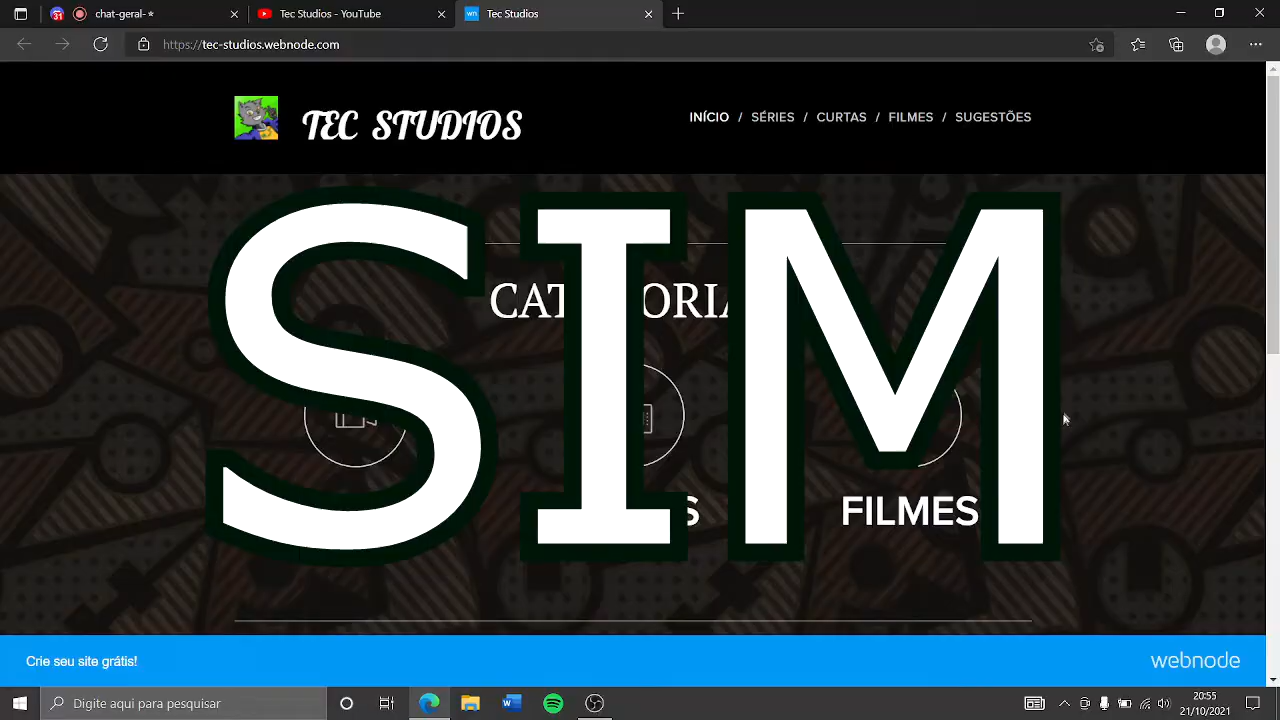 chat-geral-*
Tec Studios - YouTube
Tec Studios
https://tec-studios.webnode.com
TEC STUDIOS
INÍCIO / SÉRIES / CURTAS / FILMES / SUGESTÕES
SIM
FILMES
Crie seu site grátis!
webnode
Digite aqui para pesquisar
20:55
21/10/2021